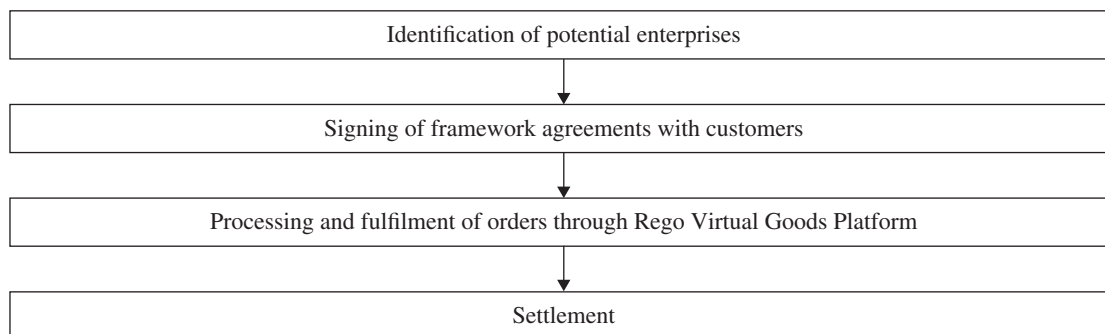 Identification of potential enterprises
Signing of framework agreements with customers
Processing and fulfilment of orders through Rego Virtual Goods Platform
Settlement